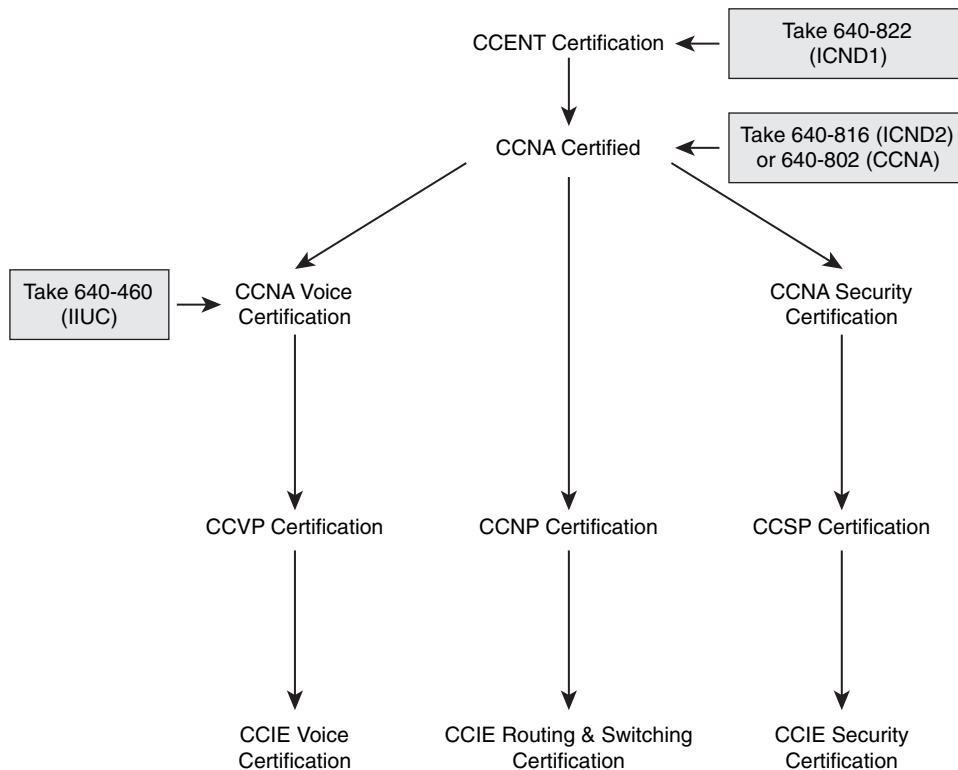 CCENT Certification
Take 640-822
(ICND1)
CCNA Certified
Take 640-816 (ICND2)
or 640-802 (CCNA)
Take 640-460
(IIUC)
CCNA Voice
Certification
CCNA Security
Certification
CCVP Certification
CCNP Certification
CCSP Certification
CCIE Voice
Certification
CCIE Routing & Switching
Certification
CCIE Security
Certification